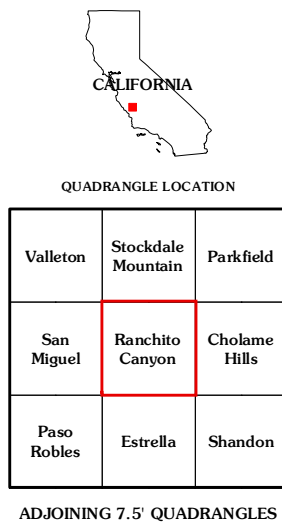 CALIFORNIA
QUADRANGLE LOCATION
Valleton
Stockdale
Mountain
Parkfield
San
Miguel
Ranchito
Canyon
Cholame
Hills
Paso
Robles
Estrella
Shandon
ADJOINING 7.5' QUADRANGLES